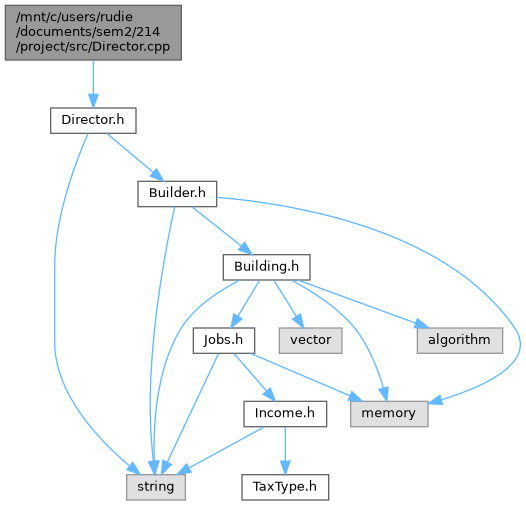 /mnt/c/users/rudie
/documents/sem2/214
/project/src/Director.cpp
Director.h
Builder.h
Building.h
Jobs.h
vector
algorithm
Income.h
memory
string
TaxType.h